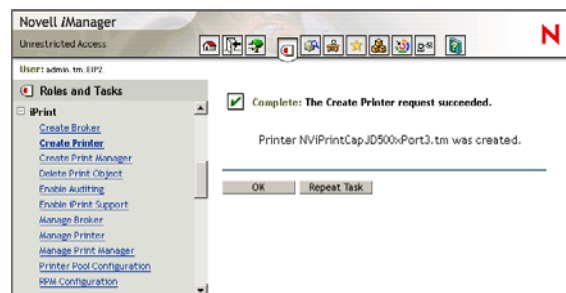 Novell iManager
Unrestricted Access
N
User: admin.tm.EIP2.
Roles and Tasks
iPrint
Create Broker
Create Printer
Create Print Manager
Delete Print Object
Enable Auditing
Enable iPrint Support
Manage Broker
Manage Printer
Manage Print Manager
Printer Pool Configuration
RPM Configuration
Complete: The Create Printer request succeeded.
Printer NViPrintCapJD500xPort3.tm was created.
OK
Repeat Task